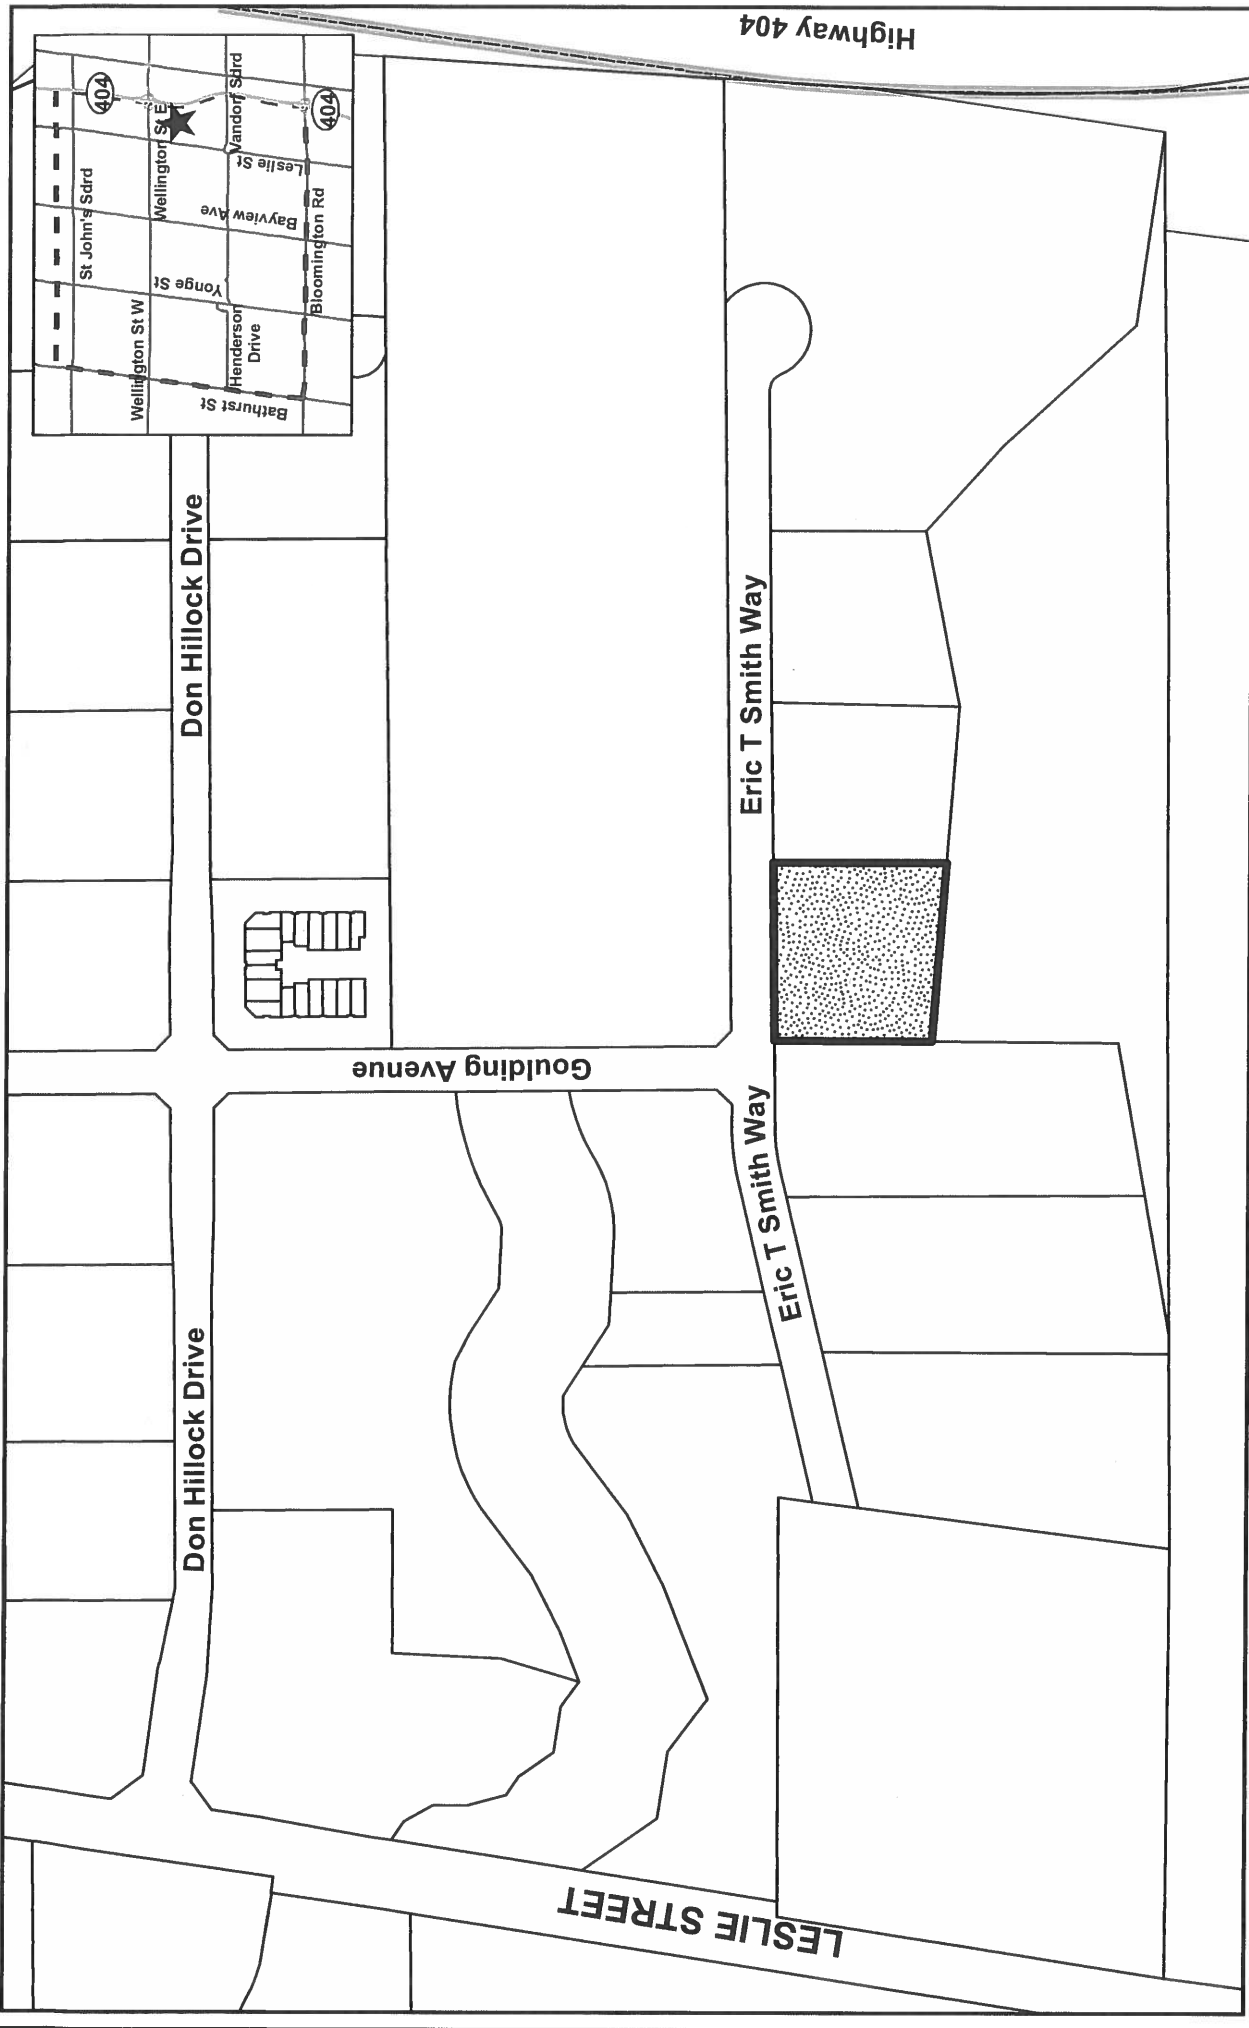 Highway 404
404
404
St John's Sdrd
Wellington St E
Vandorf Sdrd
Leslie St
Bayview Ave
Bloomington Rd
Yonge St
Wellington St W
Henderson
Drive
Bathurst St
Don Hillock Drive
Eric T Smith Way
Goulding Avenue
Eric T Smith Way
Don Hillock Drive
LESLIE STREET